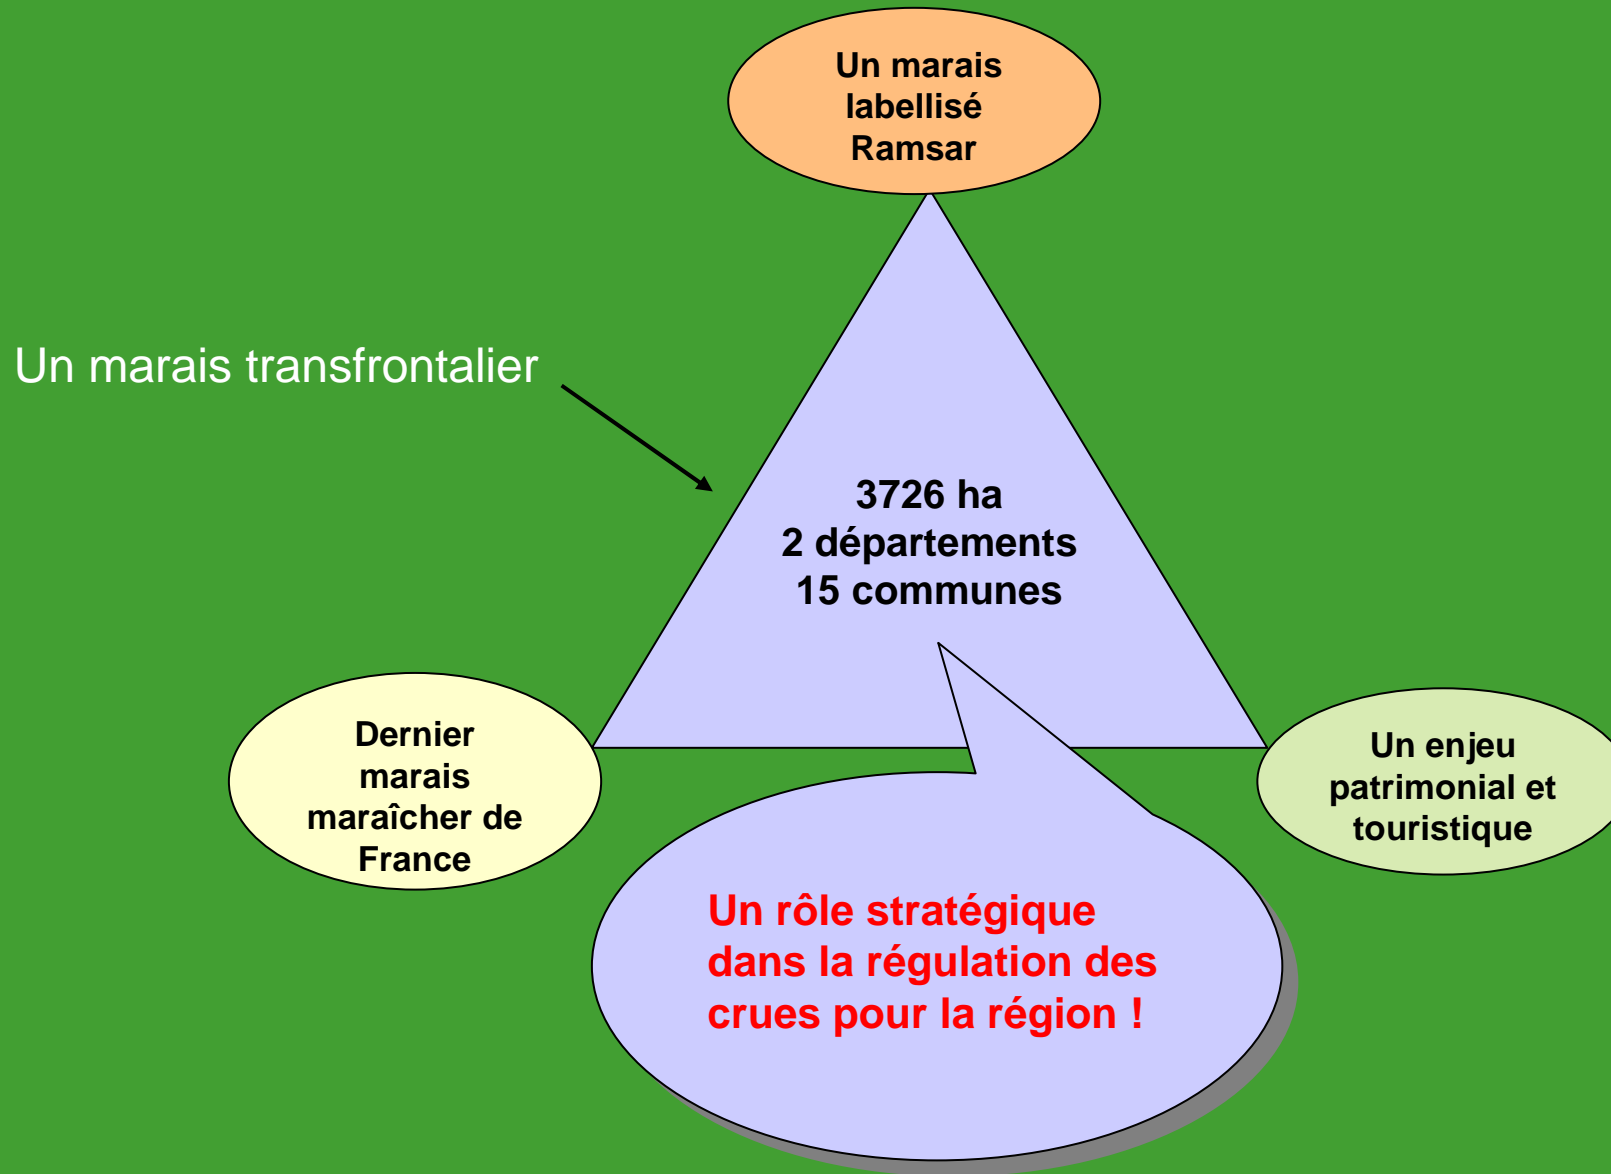 Un marais
labellisé
Ramsar
Un marais transfrontalier
3726 ha
2 départements
15 communes
Dernier
marais
maraîcher de
France
Un enjeu
patrimonial et
touristique
Un rôle stratégique
dans la régulation des
crues pour la région !